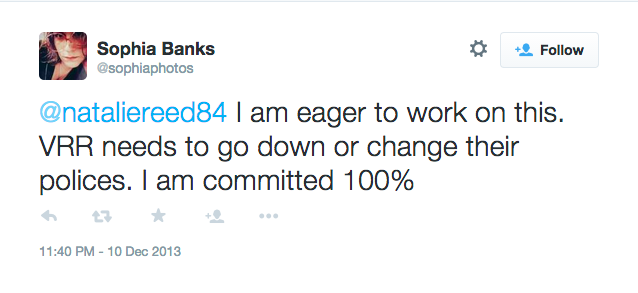 Sophia Banks
@sophiaphotos
Follow
@nataliereed84 I am eager to work on this.
VRR needs to go down or change their
polices. I am committed 100%
11:40 PM - 10 Dec 2013